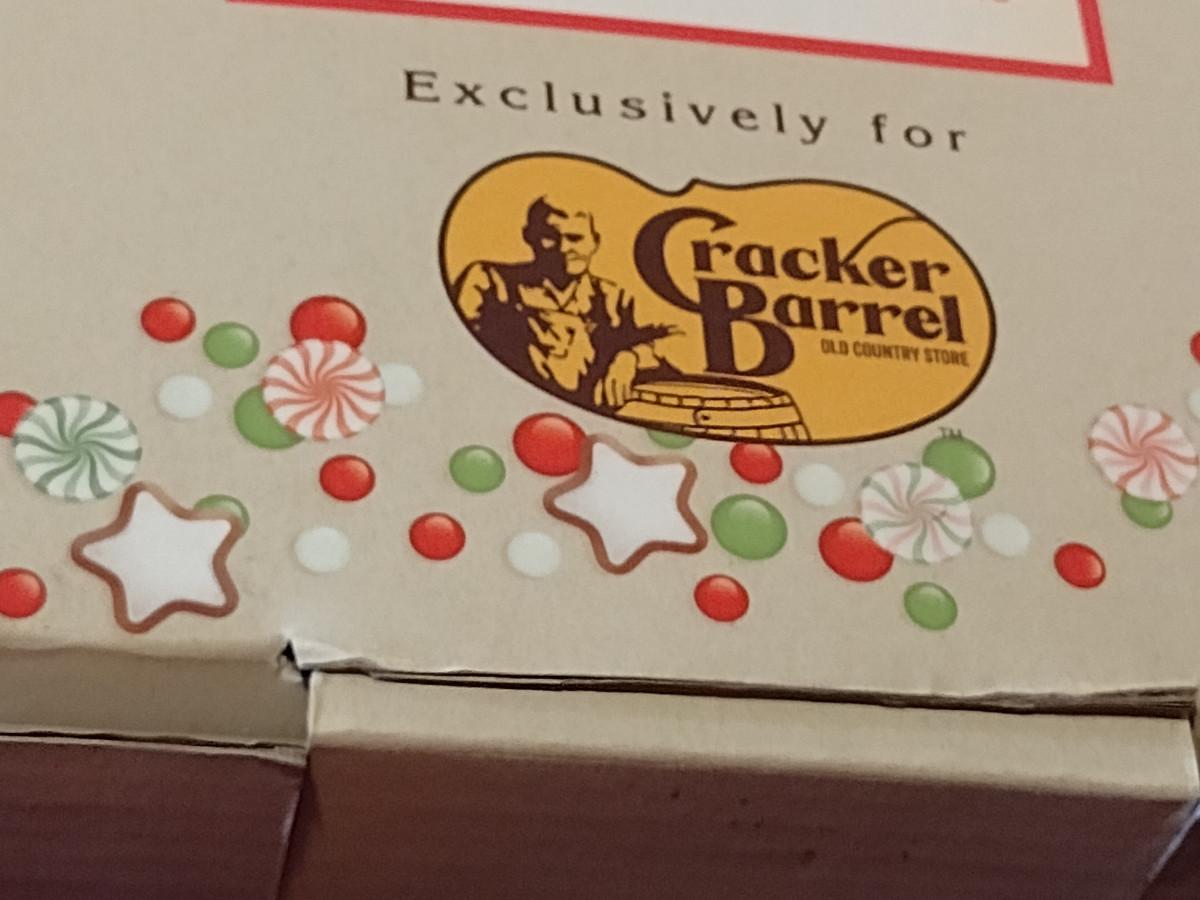 Exclusively for
Cracker
Barrel
OLD COUNTRY STORE
TM